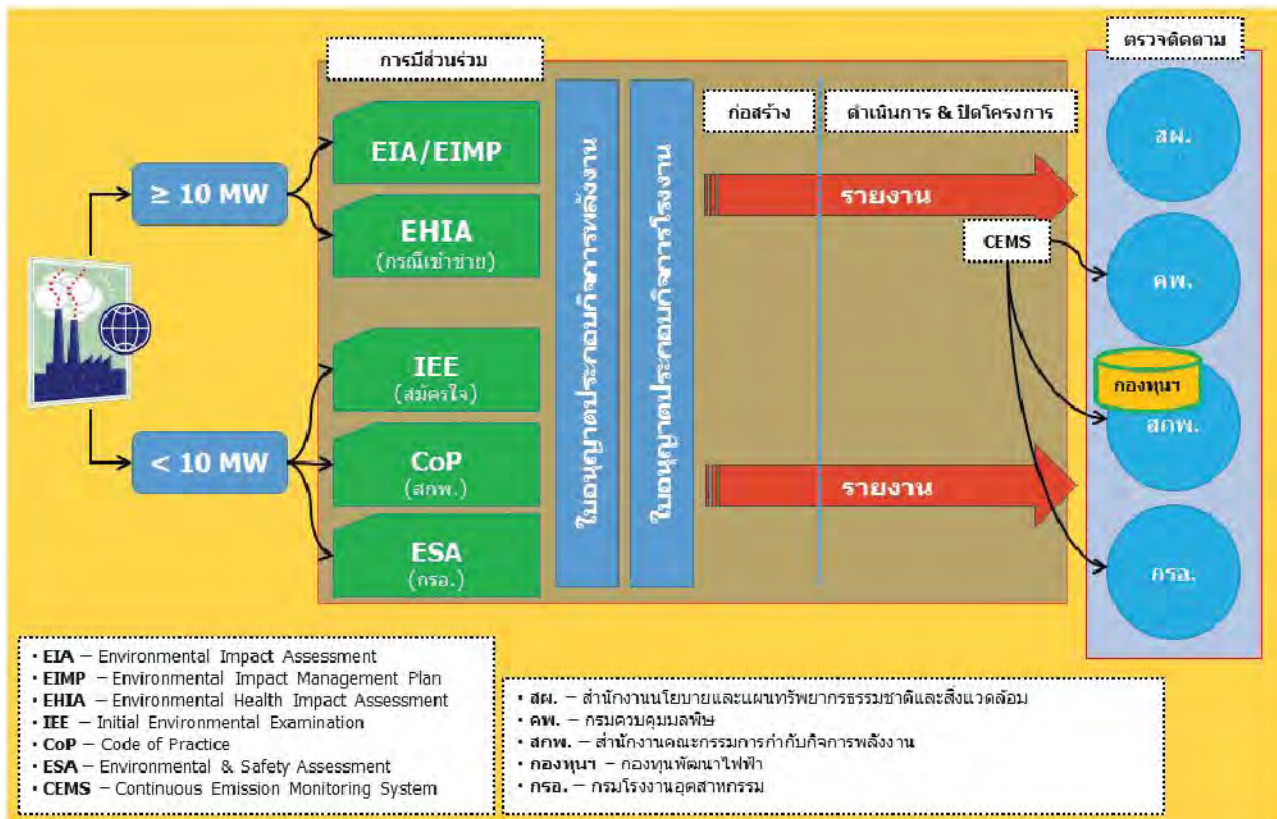 ตรวจติดตาม
การมีส่วนร่วม
ก่อสร้าง
ดำเนินการ & ปิดโครงการ
≥ 10 MW
< 10 MW
EIA/EIMP
EHIA
(กรณีเข้าข่าย)
IEE
(สมัครใจ)
CoP
(สกพ.)
ESA
(กรอ.)
ใบอนุญาตประกอบกิจการพลังงาน
ใบอนุญาตประกอบกิจการโรงงาน
รายงาน
CEMS
รายงาน
สผ.
คพ.
กองทุนฯ
สกพ.
กรอ.
• EIA – Environmental Impact Assessment
• EIMP – Environmental Impact Management Plan
• EHIA – Environmental Health Impact Assessment
• IEE – Initial Environmental Examination
• CoP – Code of Practice
• ESA – Environmental & Safety Assessment
• CEMS – Continuous Emission Monitoring System
• สผ. – สำนักงานนโยบายและแผนทรัพยากรธรรมชาติและสิ่งแวดล้อม
• คพ. – กรมควบคุมมลพิษ
• สกพ. – สำนักงานคณะกรรมการกำกับกิจการพลังงาน
• กองทุนฯ – กองทุนพัฒนาไฟฟ้า
• กรอ. – กรมโรงงานอุตสาหกรรม